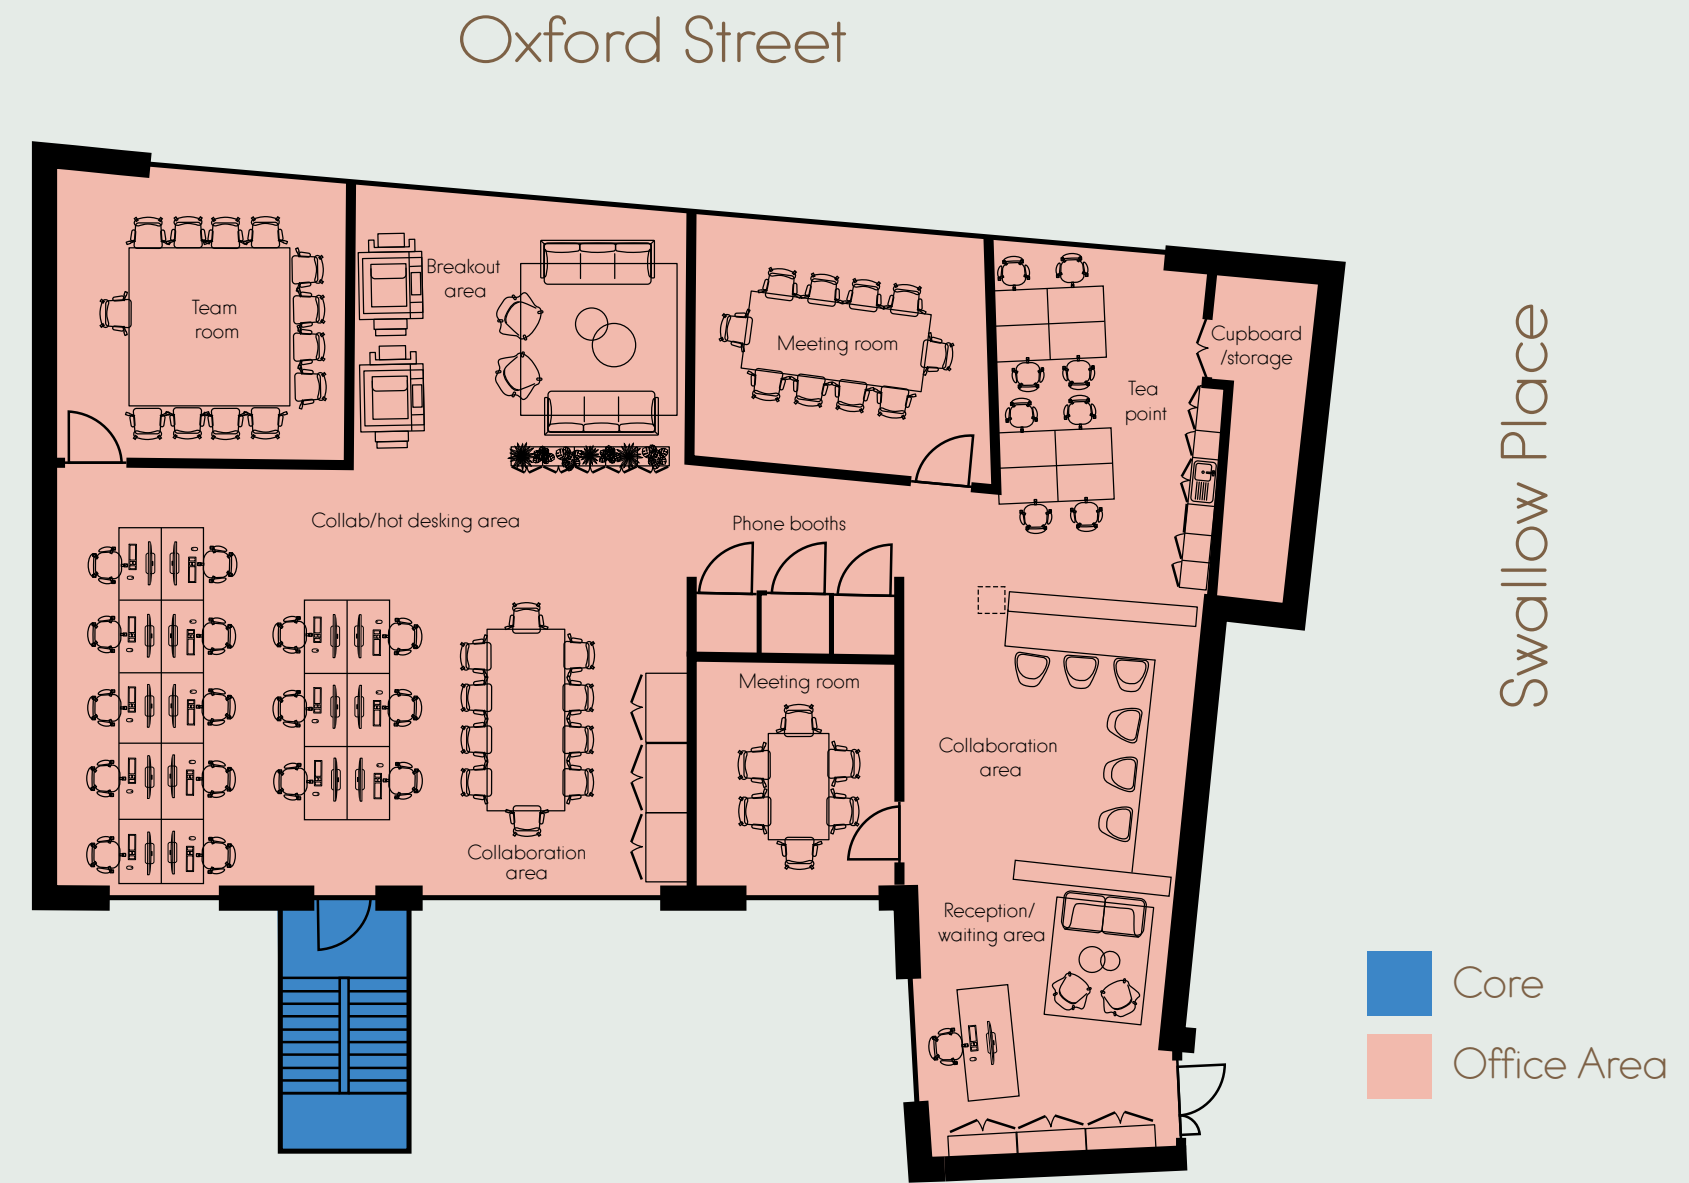 Oxford Street
Team
room
Breakout
area
Meeting room
Cupboard
/storage
Tea
point
Swallow Place
Collab/hot desking area
Phone booths
Meeting room
Collaboration
area
Collaboration
area
Reception/
waiting area
Core
Office Area